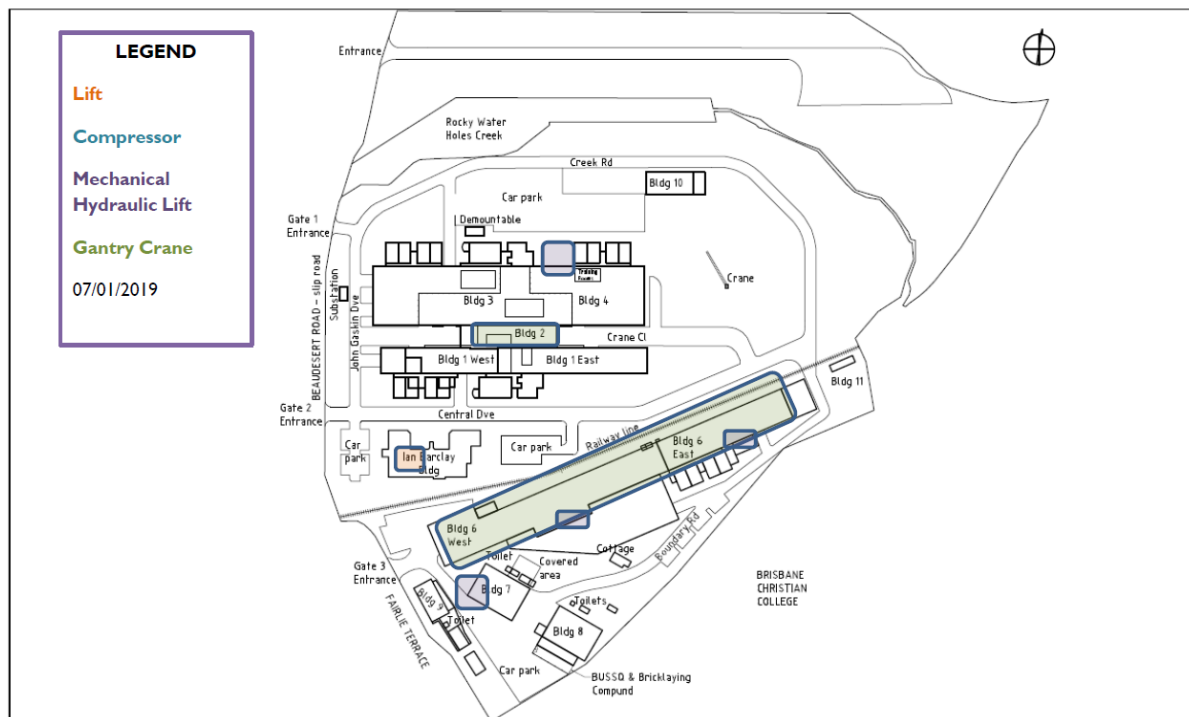 LEGEND
Lift
Compressor
Mechanical
Hydraulic Lift
Gantry Crane
07/01/2019
Entrance
Rocky Water
Holes Creek
Creek Rd
Bldg 10
Car park
Gate 1
Entrance
Demountable
Training
BEAUDESERT ROAD - slip road
Substation
John Gaskin Dve
Bldg 3
Bldg 4
Crane
Bldg 2
Crane Cl
Bldg 1 West
Bldg 1 East
Bldg 11
Gate 2
Entrance
Central Dve
Car
park
Ian Barclay
Bldg
Car park
Railway line
Bldg 6
East
Bldg 6
West
Toilet
Covered
area
Cottage
Boundary Rd
Gate 3
Entrance
Bldg 9
Toilet
Bldg 7
FAIRLIE TERRACE
Toilets
Bldg 8
Car park
BUSSQ & Bricklaying
Compund
BRISBANE
CHRISTIAN
COLLEGE